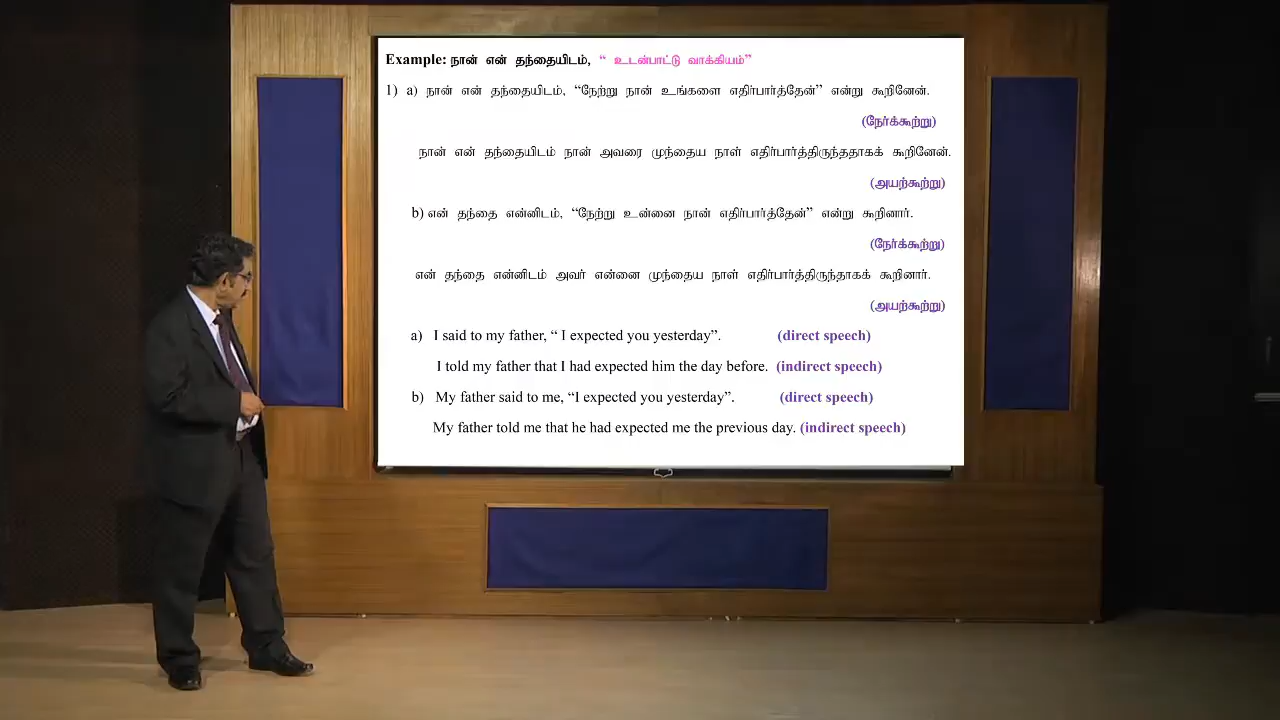 Example: நான் என் தந்தையிடம், “ உடன்பாட்டு வாக்கியம்”
1) a) நான் என் தந்தையிடம், “நேற்று நான் உங்களை எதிர்பார்த்தேன்” என்று கூறினேன்.
(நேர்க்கூற்று)
நான் என் தந்தையிடம் நான் அவரை முந்தைய நாள் எதிர்பார்த்திருந்ததாகக் கூறினேன்.
(அயற்கூற்று)
b) என் தந்தை என்னிடம், “நேற்று உன்னை நான் எதிர்பார்த்தேன்” என்று கூறினார்.
(நேர்க்கூற்று)
என் தந்தை என்னிடம் அவர் என்னை முந்தைய நாள் எதிர்பார்த்திருந்தாகக் கூறினார்.
(அயற்கூற்று)
a) I said to my father, “ I expected you yesterday”. (direct speech)
I told my father that I had expected him the day before. (indirect speech)
b) My father said to me, “I expected you yesterday”. (direct speech)
My father told me that he had expected me the previous day. (indirect speech)